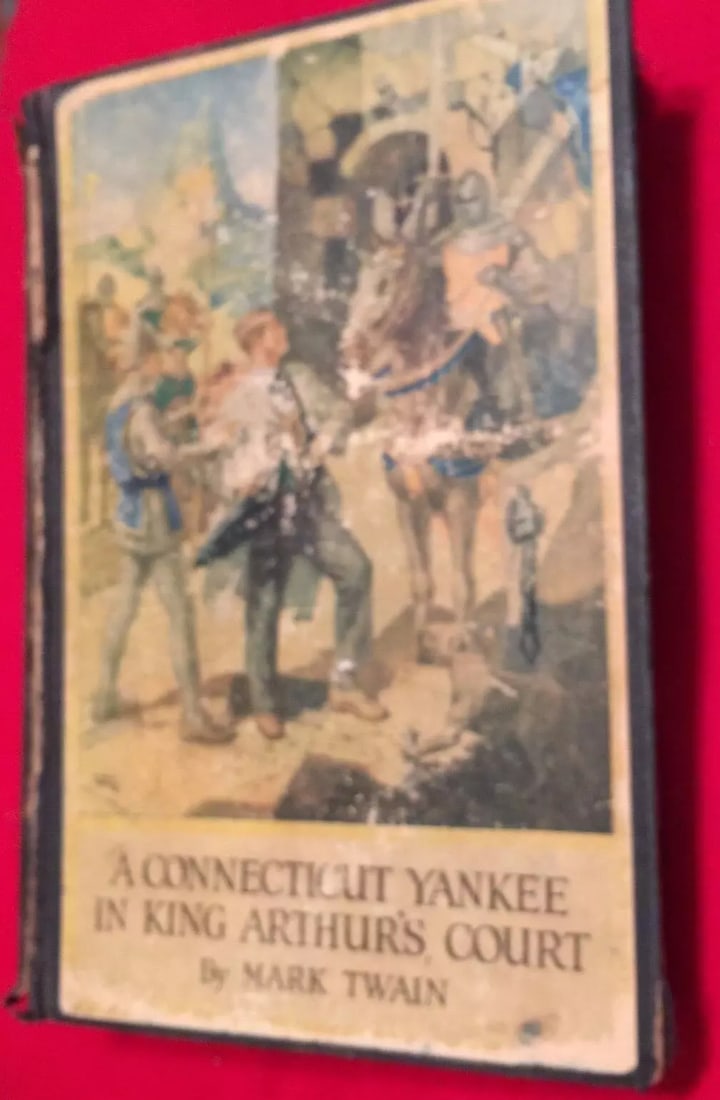 A CONNECTICUT YANKEE
IN KING ARTHUR'S COURT
By MARK TWAIN